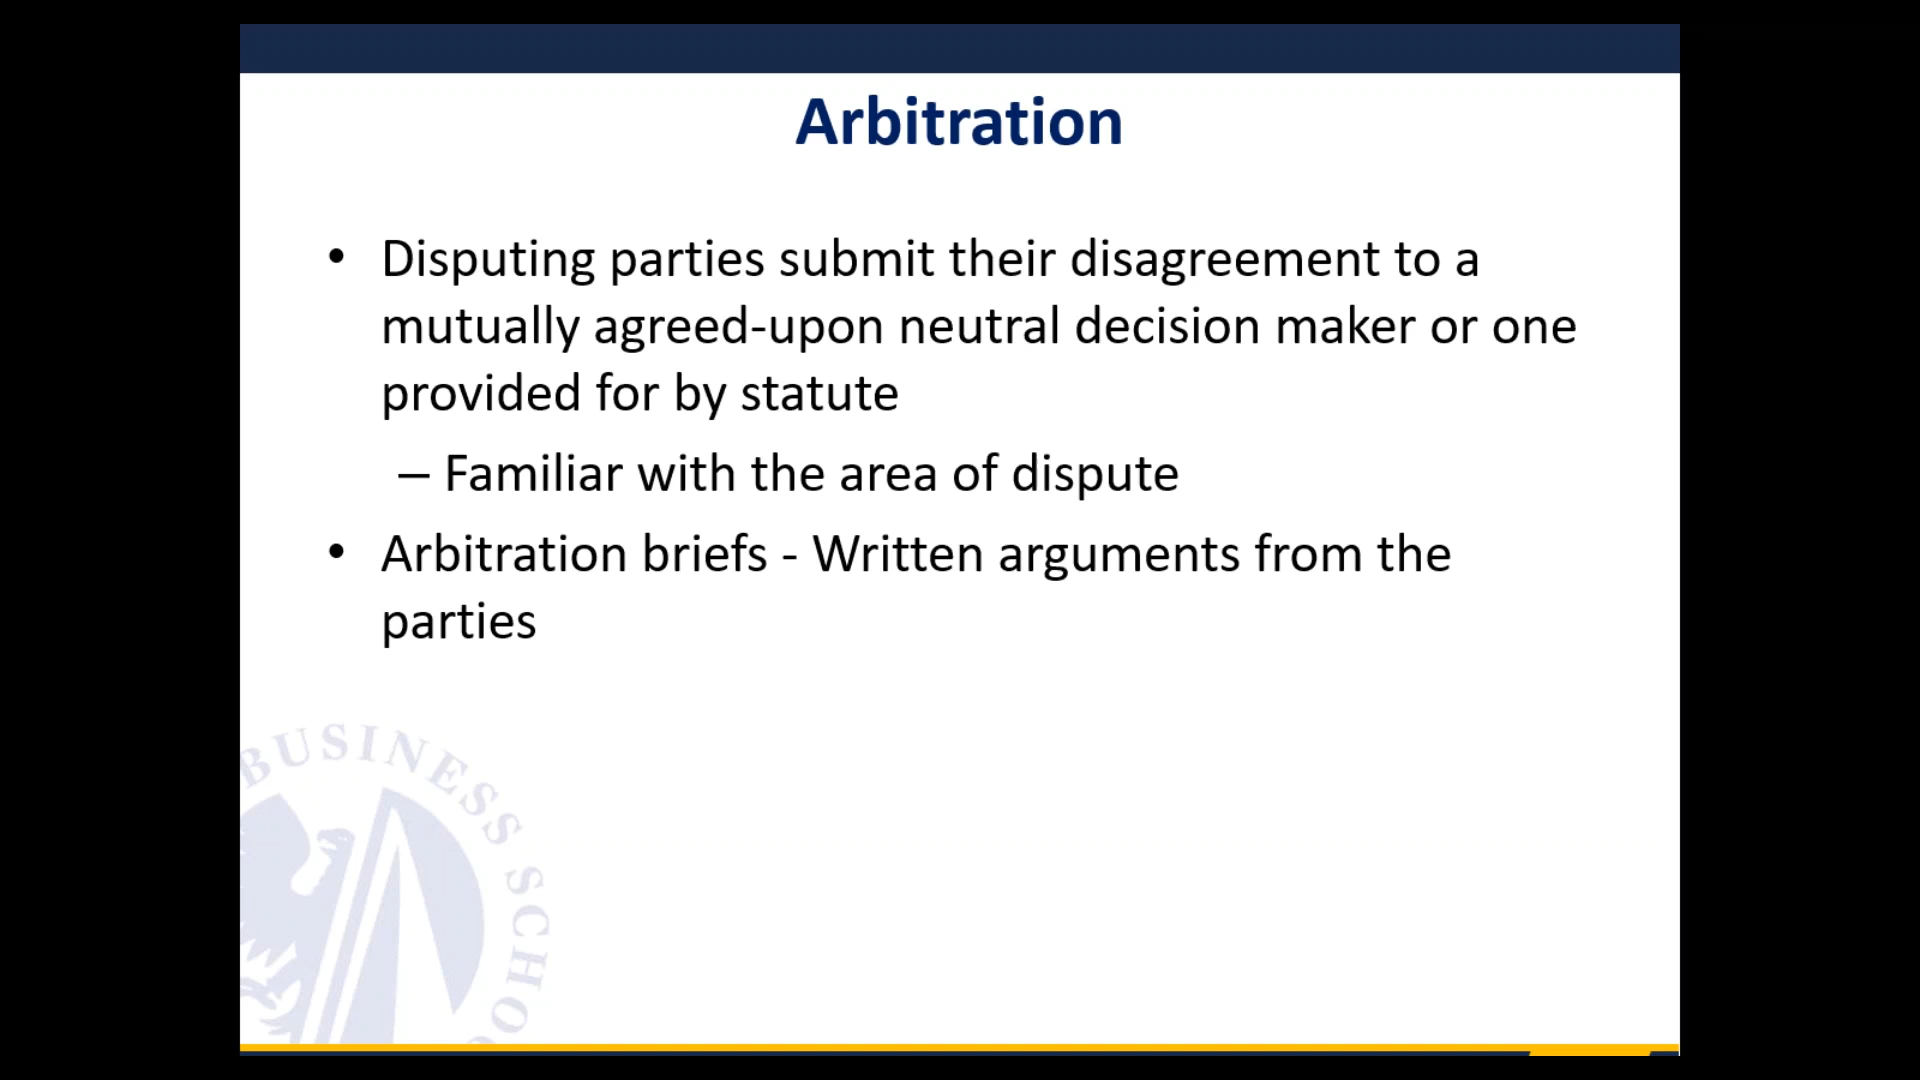 Arbitration
• Disputing parties submit their disagreement to a
mutually agreed-upon neutral decision maker or one
provided for by statute
– Familiar with the area of dispute
• Arbitration briefs - Written arguments from the
parties
BUSINESS SCHO